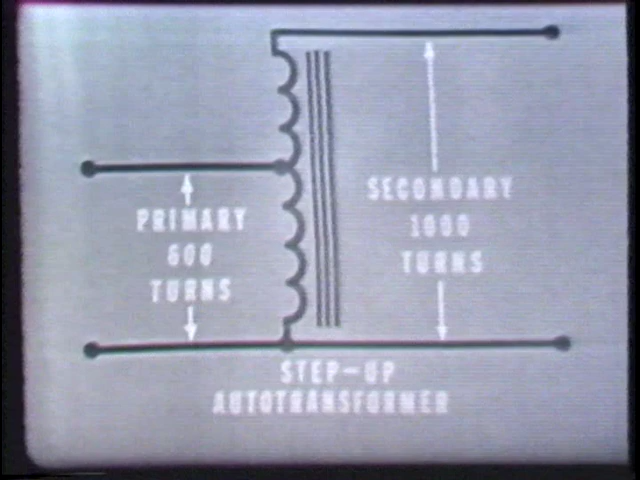 PRIMARY
600
TURNS
SECONDARY
1000
TURNS
STEP-UP
AUTOTRANSFORMER